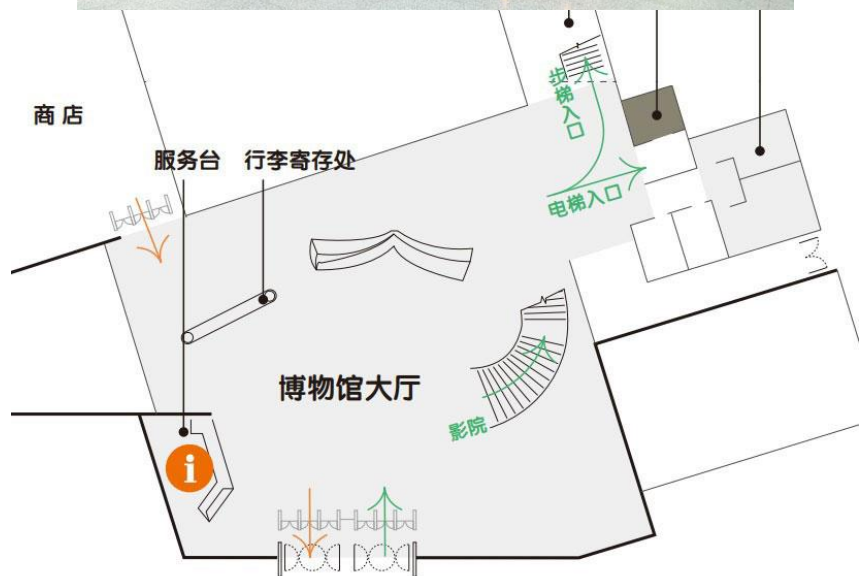 步梯入口
商店
服务台
行李寄存处
电梯入口
博物馆大厅
影院
i